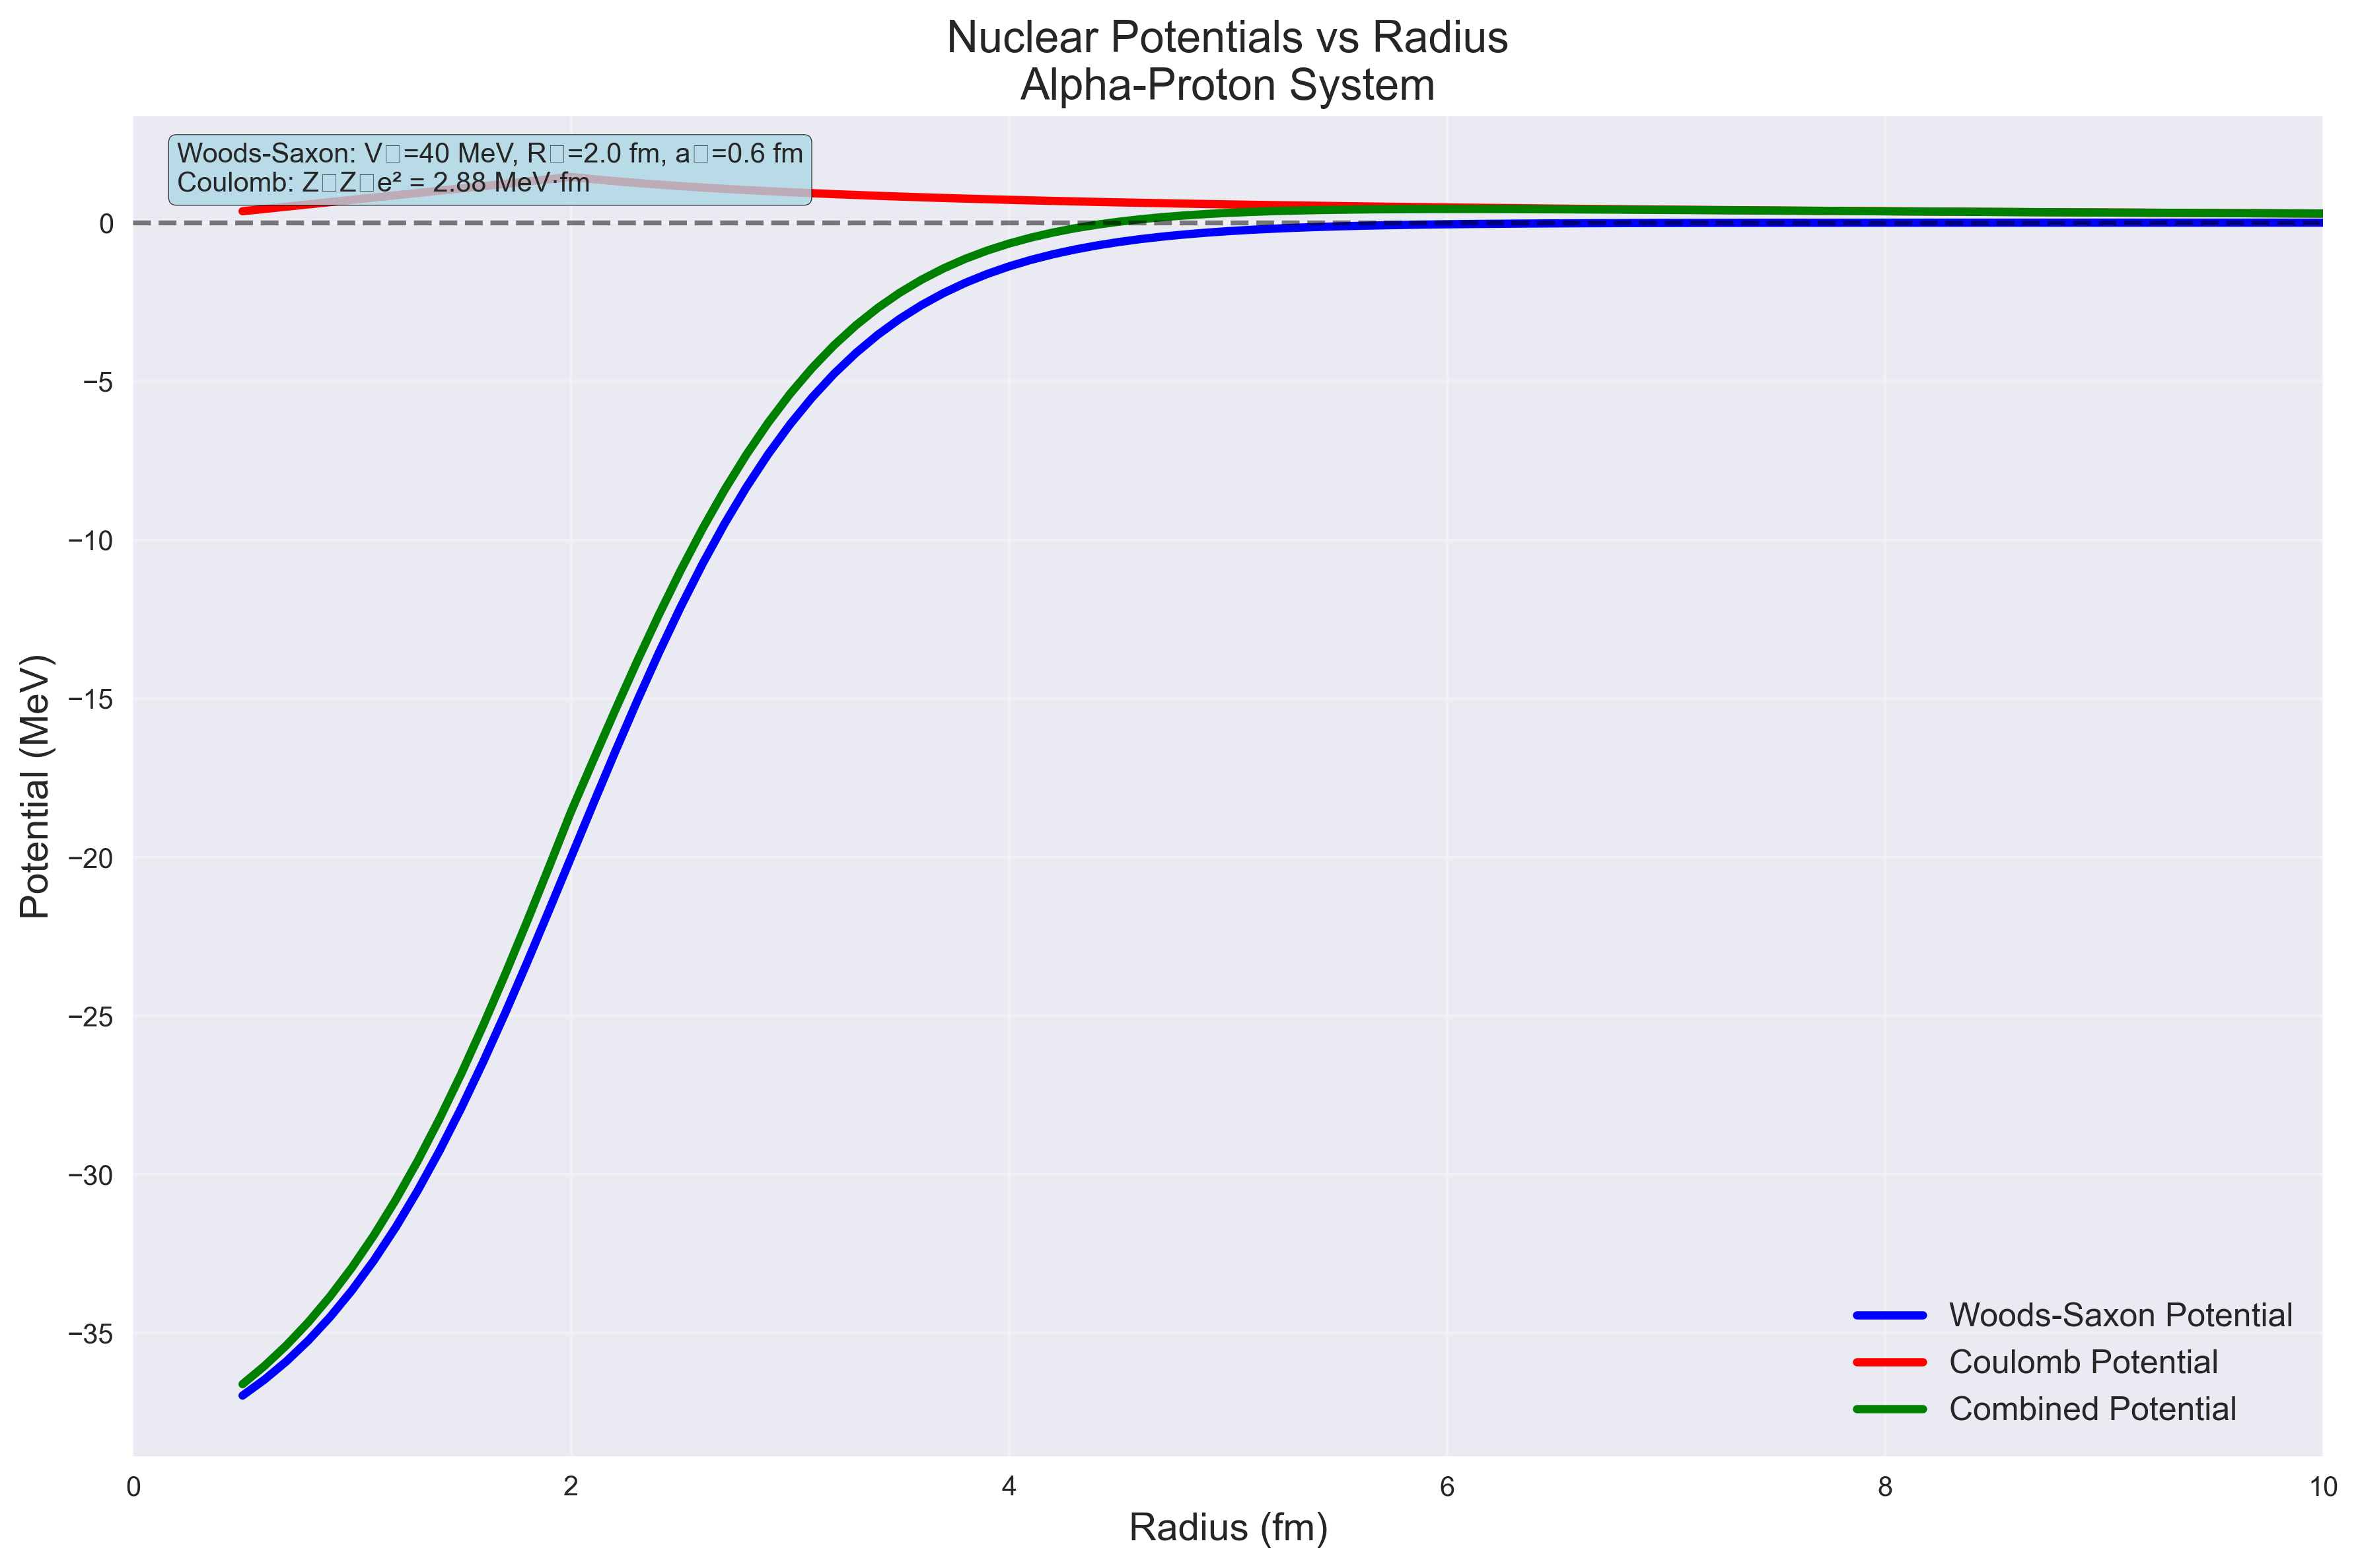 Nuclear Potentials vs Radius
Alpha-Proton System
Woods-Saxon: V▯=40 MeV, R▯=2.0 fm, a▯=0.6 fm
Coulomb: Z▯Z▯e² = 2.88 MeV·fm
0
−5
−10
−15
−20
−25
−30
−35
Potential (MeV)
Woods-Saxon Potential
Coulomb Potential
Combined Potential
0 2 4 6 8 10
Radius (fm)